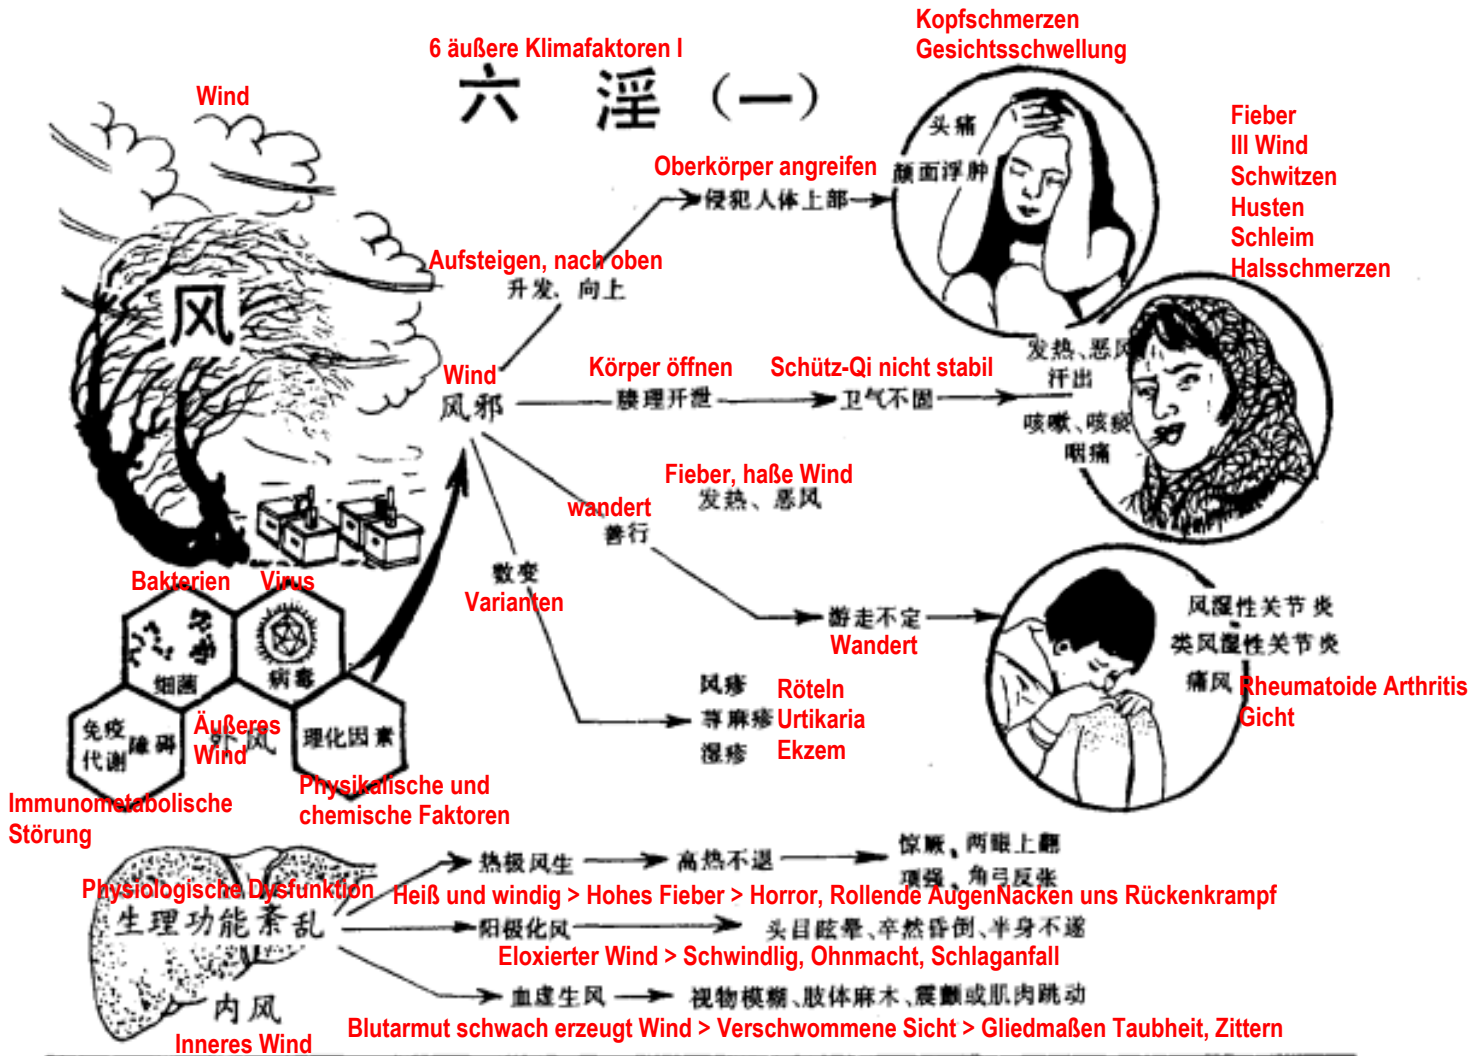 6 äußere Klimafaktoren I
六 淫 (一)
Wind
风
Kopfschmerzen
Gesichtsschwellung
头痛
颜面浮肿
Oberkörper angreifen
侵犯人体上部
Aufsteigen, nach oben
升发、向上
Fieber
Ill Wind
Schwitzen
Husten
Schleim
Halsschmerzen
Wind
风邪
Körper öffnen
腠理开泄
Schütz-Qi nicht stabil
卫气不固
发热、恶风
汗出
咳嗽、咳痰
咽痛
Fieber, haße Wind
发热、恶风
wandert
善行
数变
Varianten
游走不定
Wandert
风湿性关节炎
类风湿性关节炎
痛风
Rheumatoide Arthritis
Gicht
风疹
荨麻疹
湿疹
Röteln
Urtikaria
Ekzem
Bakterien
细菌
Virus
病毒
免疫
代谢
障碍
Äußeres
Wind
外风
理化因素
Immunometabolische
Störung
Physikalische und
chemische Faktoren
Physiologische Dysfunktion
生理功能紊乱
内风
Inneres Wind
热极风生
高热不退
惊厥、两眼上翻
项强、角弓反张
Heiß und windig > Hohes Fieber > Horror, Rollende AugenNacken uns Rückenkrampf
阳极化风
头目眩晕、卒然昏倒、半身不遂
Eloxierter Wind > Schwindlig, Ohnmacht, Schlaganfall
血虚生风
视物模糊、肢体麻木、震颤或肌肉跳动
Blutarmut schwach erzeugt Wind > Verschwommene Sicht > Gliedmaßen Taubheit, Zittern